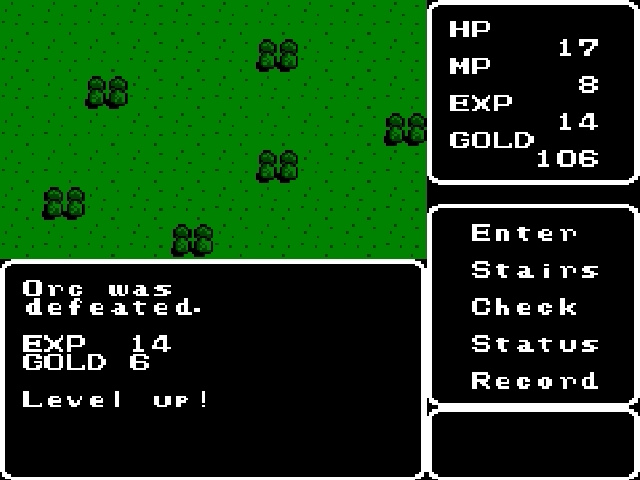 HP
17
MP
8
EXP
14
GOLD
106
Enter
Stairs
Check
Status
Record
Orc was
defeated.
EXP 14
GOLD 6
Level up!